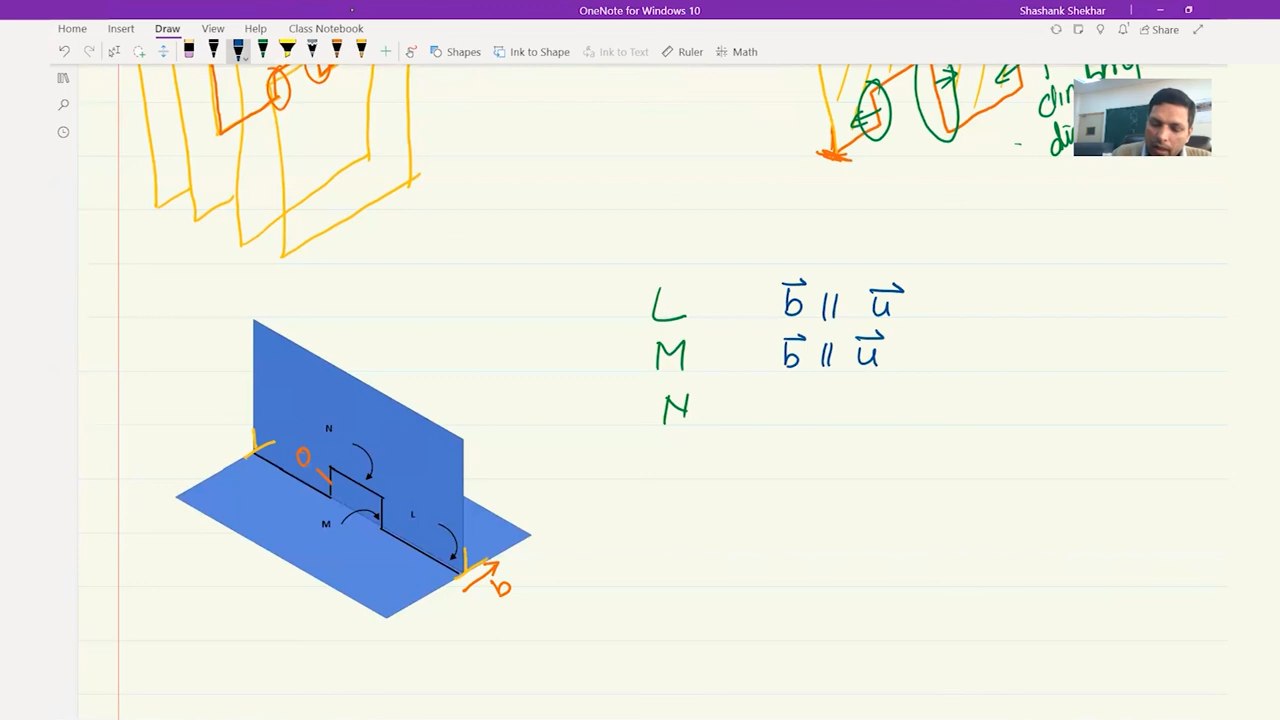 OneNote for Windows 10
Shashank Shekhar
Home Insert Draw View Help Class Notebook
Share
Shapes Ink to Shape Ink to Text Ruler Math
L b⃗ || u⃗
M b⃗ || u⃗
N
N
O
M
L
b